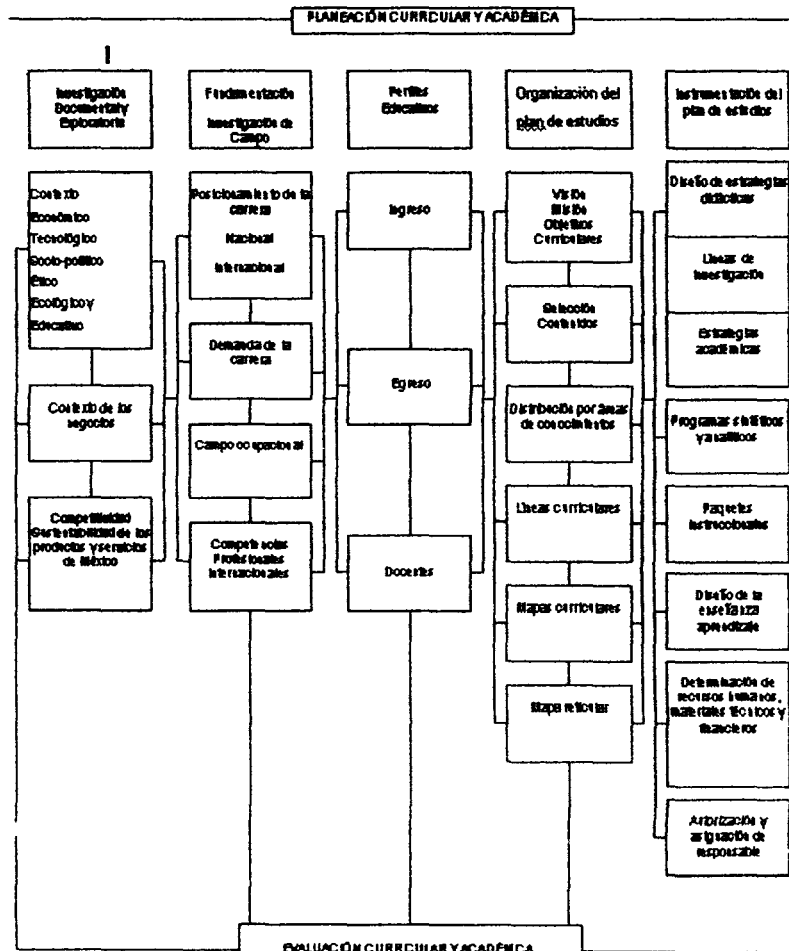 PLANEACIÓN CURRCULAR Y ACADÉMICA
Investigación
Documental y
Exploratoria
Fundamentación
Investigación de
Campo
Perfiles
Educativos
Organización del
plan de estudios
Instrumentación del
plan de estudios
Contexto
Económico
Tecnológico
Socio-político
Ético
Ecológico y
Educativo
Contexto de los
negocios
Competitividad
Sustentabilidad de los
productos y servicios
de México
Posicionamiento de la
carrera
Nacional
Internacional
Demanda de la
carrera
Campo ocupacional
Competencias
Profesionales
Internacionales
Ingreso
Egreso
Docentes
Visión
Misión
Objetivos
Curriculares
Selección
Contenidos
Distribución por áreas
de conocimientos
Líneas curriculares
Mapas curriculares
Mapa reticular
Diseño de estrategias
didácticas
Líneas de
investigación
Estrategias
académicas
Programas sintéticos
y analíticos
Paquetes
instruccionales
Diseño de la
enseñanza
aprendizaje
Determinación de
recursos humanos,
materiales técnicos y
financieros
Autorización y
asignación de
responsable
EVALUACIÓN CURRCULAR Y ACADÉMICA